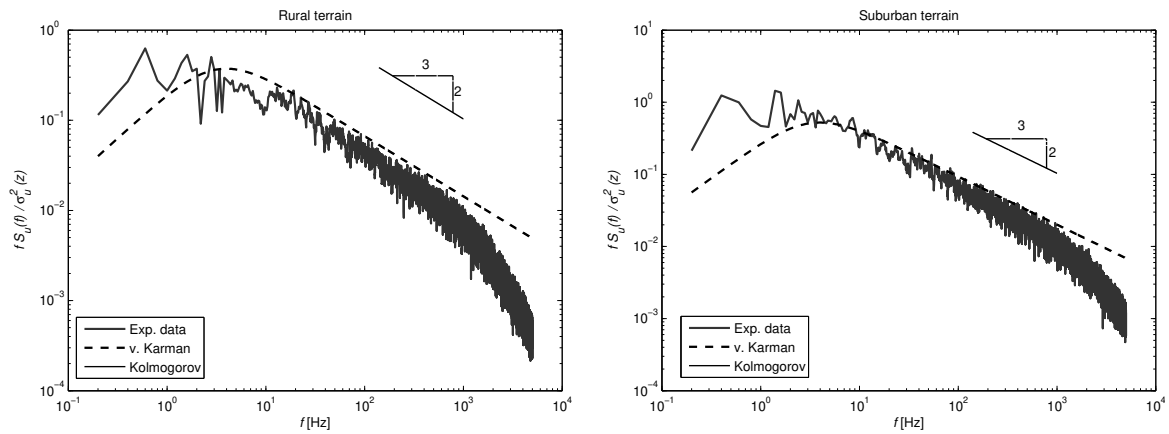 Rural terrain
10^0
10^-1
10^-2
10^-3
10^-4
f S_u(f) / σ_u^2 (z)
3
2
Exp. data
v. Karman
Kolmogorov
10^-1 10^0 10^1 10^2 10^3 10^4
f [Hz]
Suburban terrain
10^1
10^0
10^-1
10^-2
10^-3
10^-4
f S_u(f) / σ_u^2 (z)
3
2
Exp. data
v. Karman
Kolmogorov
10^-1 10^0 10^1 10^2 10^3 10^4
f [Hz]